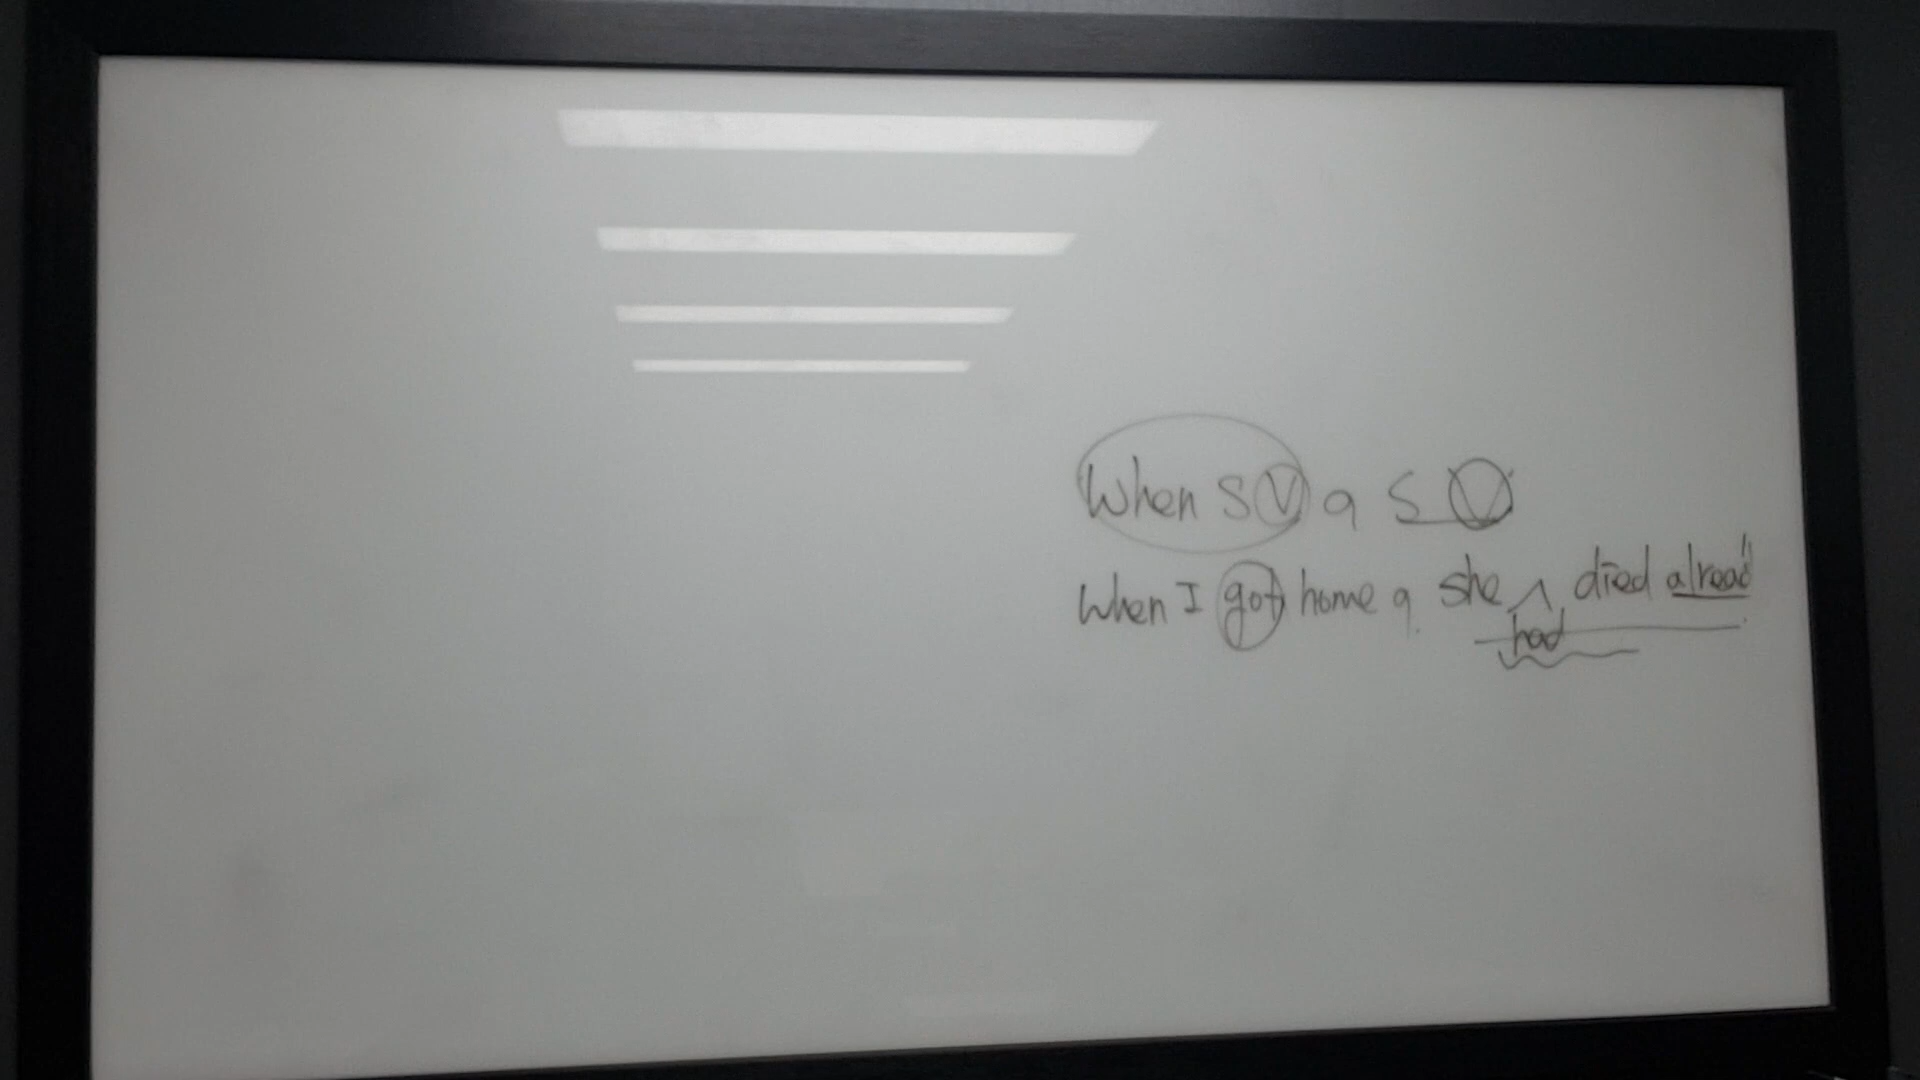 When S V , S V
When I got home , she ^ died alread
had